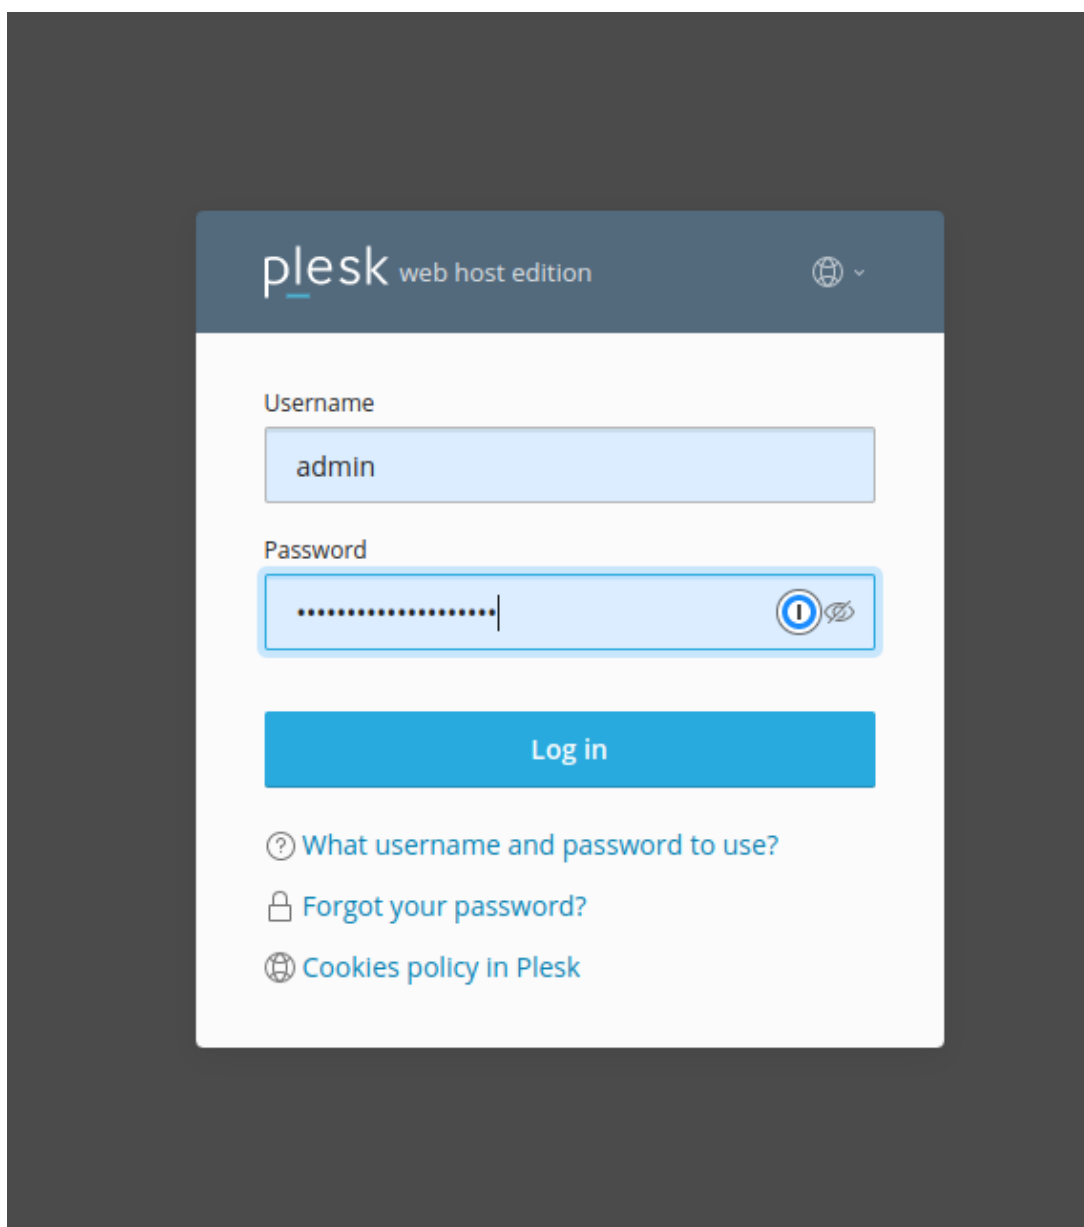 plesk web host edition
Username
admin
Password
••••••••••••••••••••
Log in
What username and password to use?
Forgot your password?
Cookies policy in Plesk